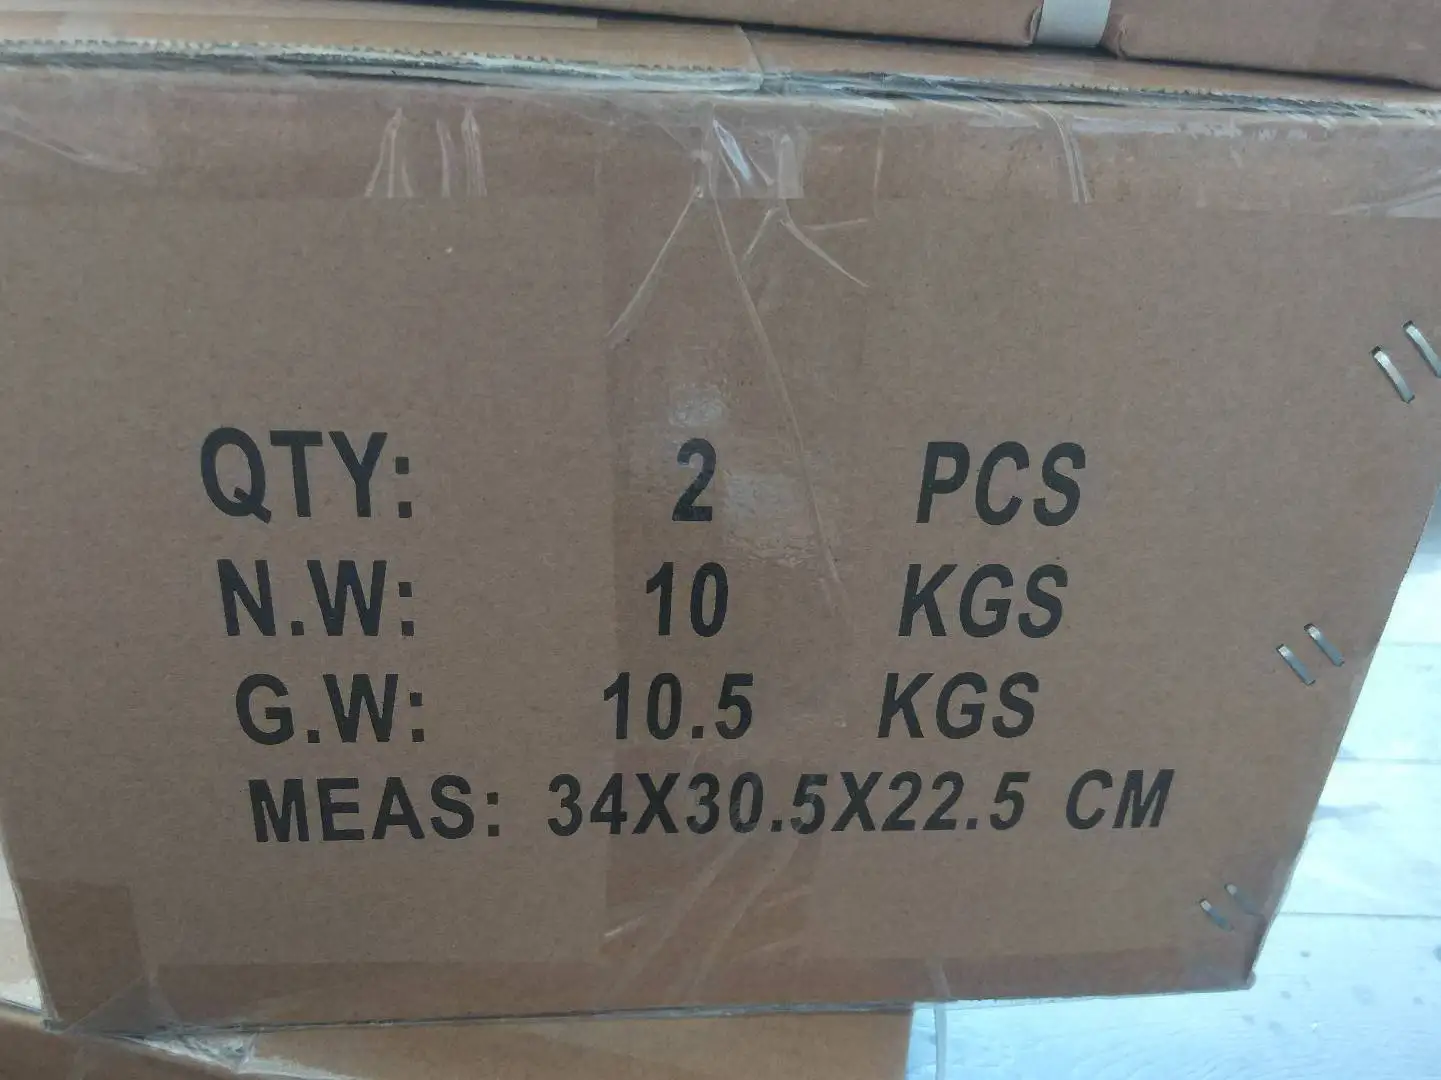 QTY: 2 PCS
N.W: 10 KGS
G.W: 10.5 KGS
MEAS: 34X30.5X22.5 CM